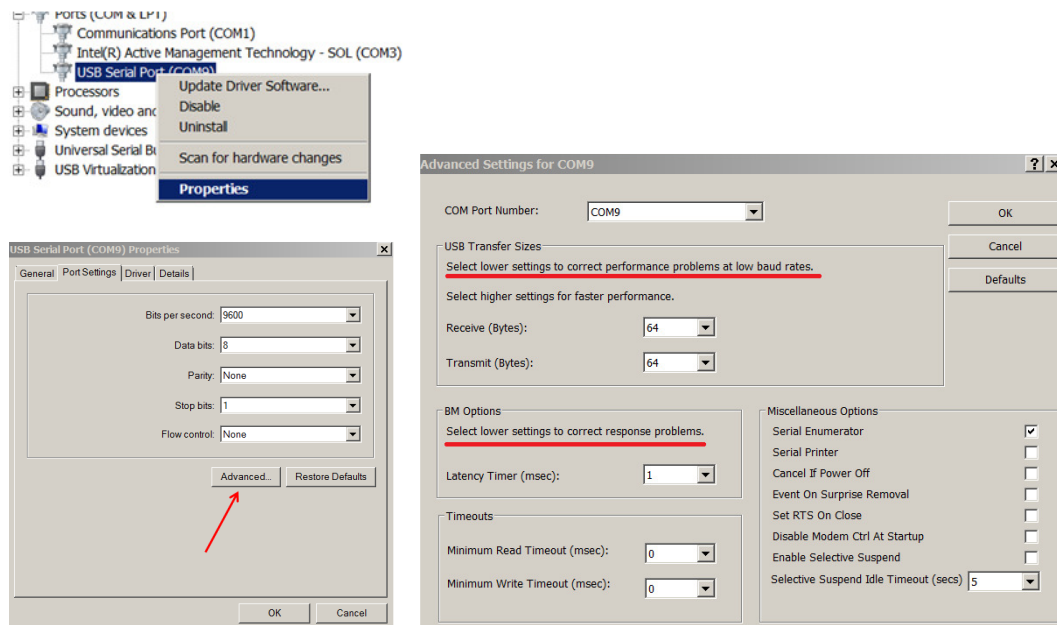 Ports (COM & LPT)
Communications Port (COM1)
Intel(R) Active Management Technology - SOL (COM3)
USB Serial Port (COM9)
Processors
Sound, video and
System devices
Universal Serial Bu
USB Virtualization
Update Driver Software...
Disable
Uninstall
Scan for hardware changes
Properties
USB Serial Port (COM9) Properties
General Port Settings Driver Details
Bits per second: 9600
Data bits: 8
Parity: None
Stop bits: 1
Flow control: None
Advanced... Restore Defaults
OK Cancel
Advanced Settings for COM9
COM Port Number: COM9
OK
Cancel
Defaults
USB Transfer Sizes
Select lower settings to correct performance problems at low baud rates.
Select higher settings for faster performance.
Receive (Bytes): 64
Transmit (Bytes): 64
BM Options
Select lower settings to correct response problems.
Latency Timer (msec): 1
Timeouts
Minimum Read Timeout (msec): 0
Minimum Write Timeout (msec): 0
Miscellaneous Options
Serial Enumerator
Serial Printer
Cancel If Power Off
Event On Surprise Removal
Set RTS On Close
Disable Modem Ctrl At Startup
Enable Selective Suspend
Selective Suspend Idle Timeout (secs) 5